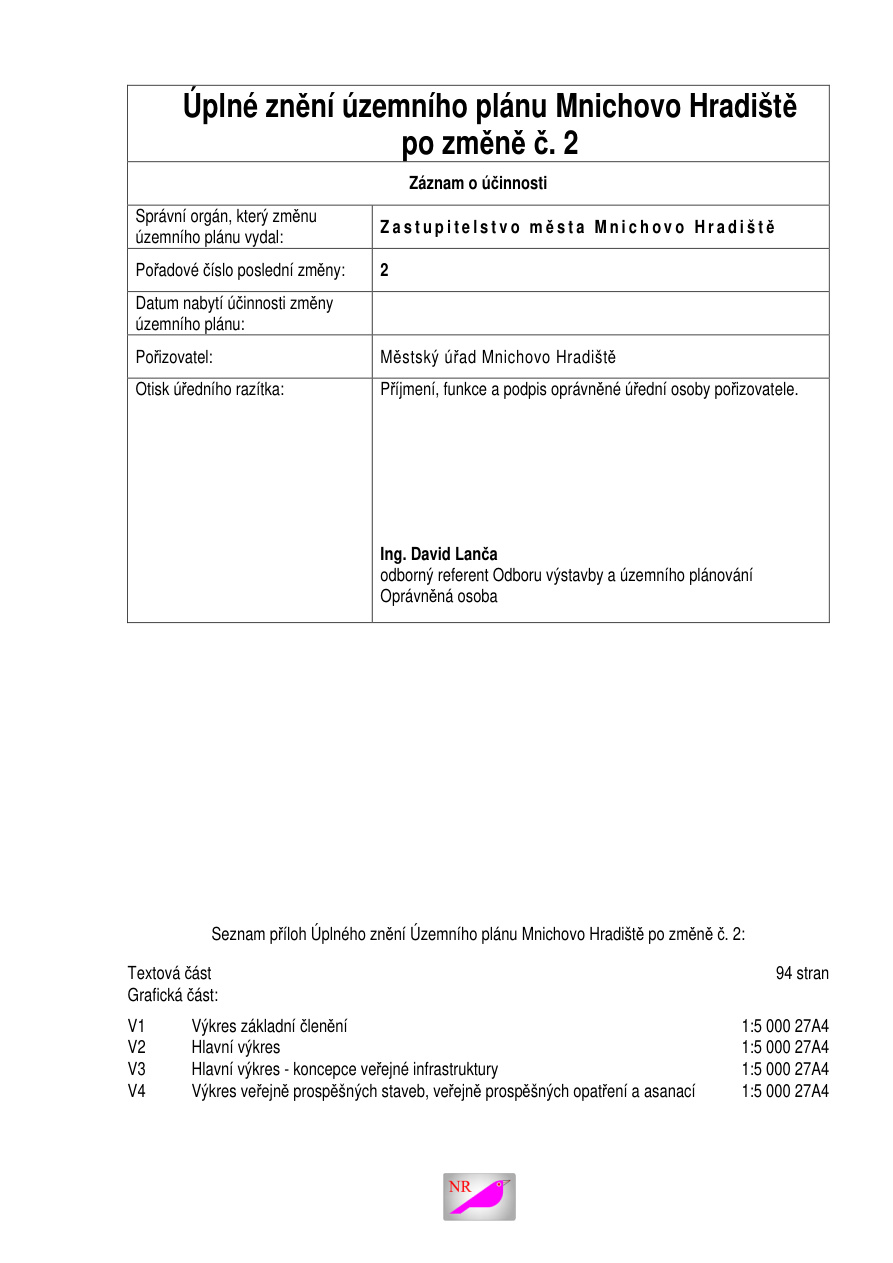 Úplné znění územního plánu Mnichovo Hradiště
po změně č. 2
Záznam o účinnosti
Správní orgán, který změnu
územního plánu vydal:
Zastupitelstvo města Mnichovo Hradiště
Pořadové číslo poslední změny:
2
Datum nabytí účinnosti změny
územního plánu:
Pořizovatel:
Městský úřad Mnichovo Hradiště
Otisk úředního razítka:
Příjmení, funkce a podpis oprávněné úřední osoby pořizovatele.
Ing. David Lanča
odborný referent Odboru výstavby a územního plánování
Oprávněná osoba
Seznam příloh Úplného znění Územního plánu Mnichovo Hradiště po změně č. 2:
Textová část 94 stran
Grafická část:
V1 Výkres základní členění 1:5 000 27A4
V2 Hlavní výkres 1:5 000 27A4
V3 Hlavní výkres - koncepce veřejné infrastruktury 1:5 000 27A4
V4 Výkres veřejně prospěšných staveb, veřejně prospěšných opatření a asanací 1:5 000 27A4
NR